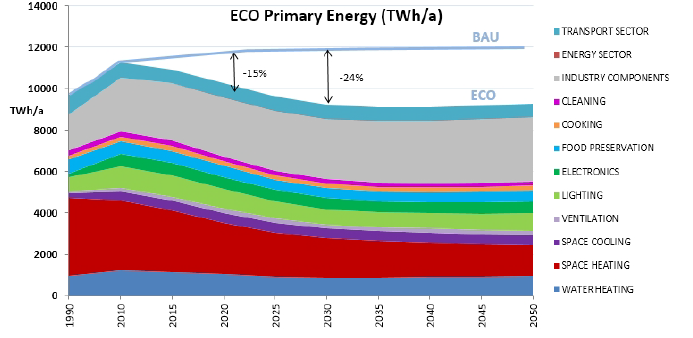 ECO Primary Energy (TWh/a)
14000
12000
10000
8000
6000
4000
2000
0
TWh/a
BAU
ECO
-15%
-24%
1990
2010
2015
2020
2025
2030
2035
2040
2045
2050
TRANSPORT SECTOR
ENERGY SECTOR
INDUSTRY COMPONENTS
CLEANING
COOKING
FOOD PRESERVATION
ELECTRONICS
LIGHTING
VENTILATION
SPACE COOLING
SPACE HEATING
WATER HEATING